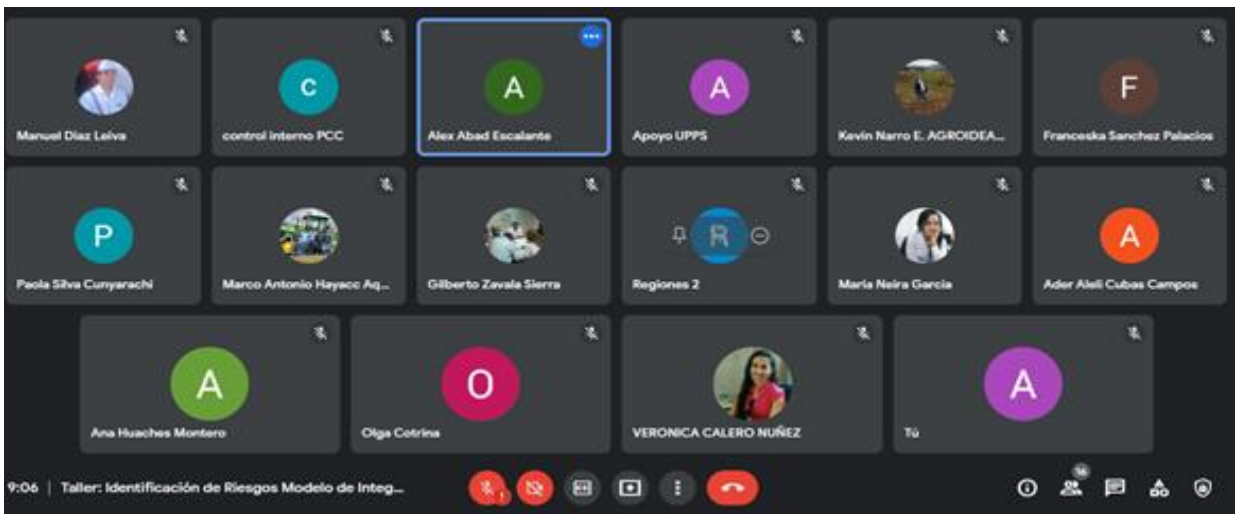 C
A
A
F
Manuel Diaz Leiva
control interno PCC
Alex Abad Escalante
Apoyo UPPS
Kevin Narro E. AGROIDEA...
Franceska Sanchez Palacios
P
R
A
Paola Silva Cunyarachi
Marco Antonio Hayacc Aq...
Gilberto Zavala Sierra
Regiones 2
Maria Neira Garcia
Ader Aleli Cubas Campos
A
O
A
Ana Huaches Montero
Olga Cotrina
VERONICA CALERO NUÑEZ
Tú
16
9:06 | Taller: Identificación de Riesgos Modelo de Integ...